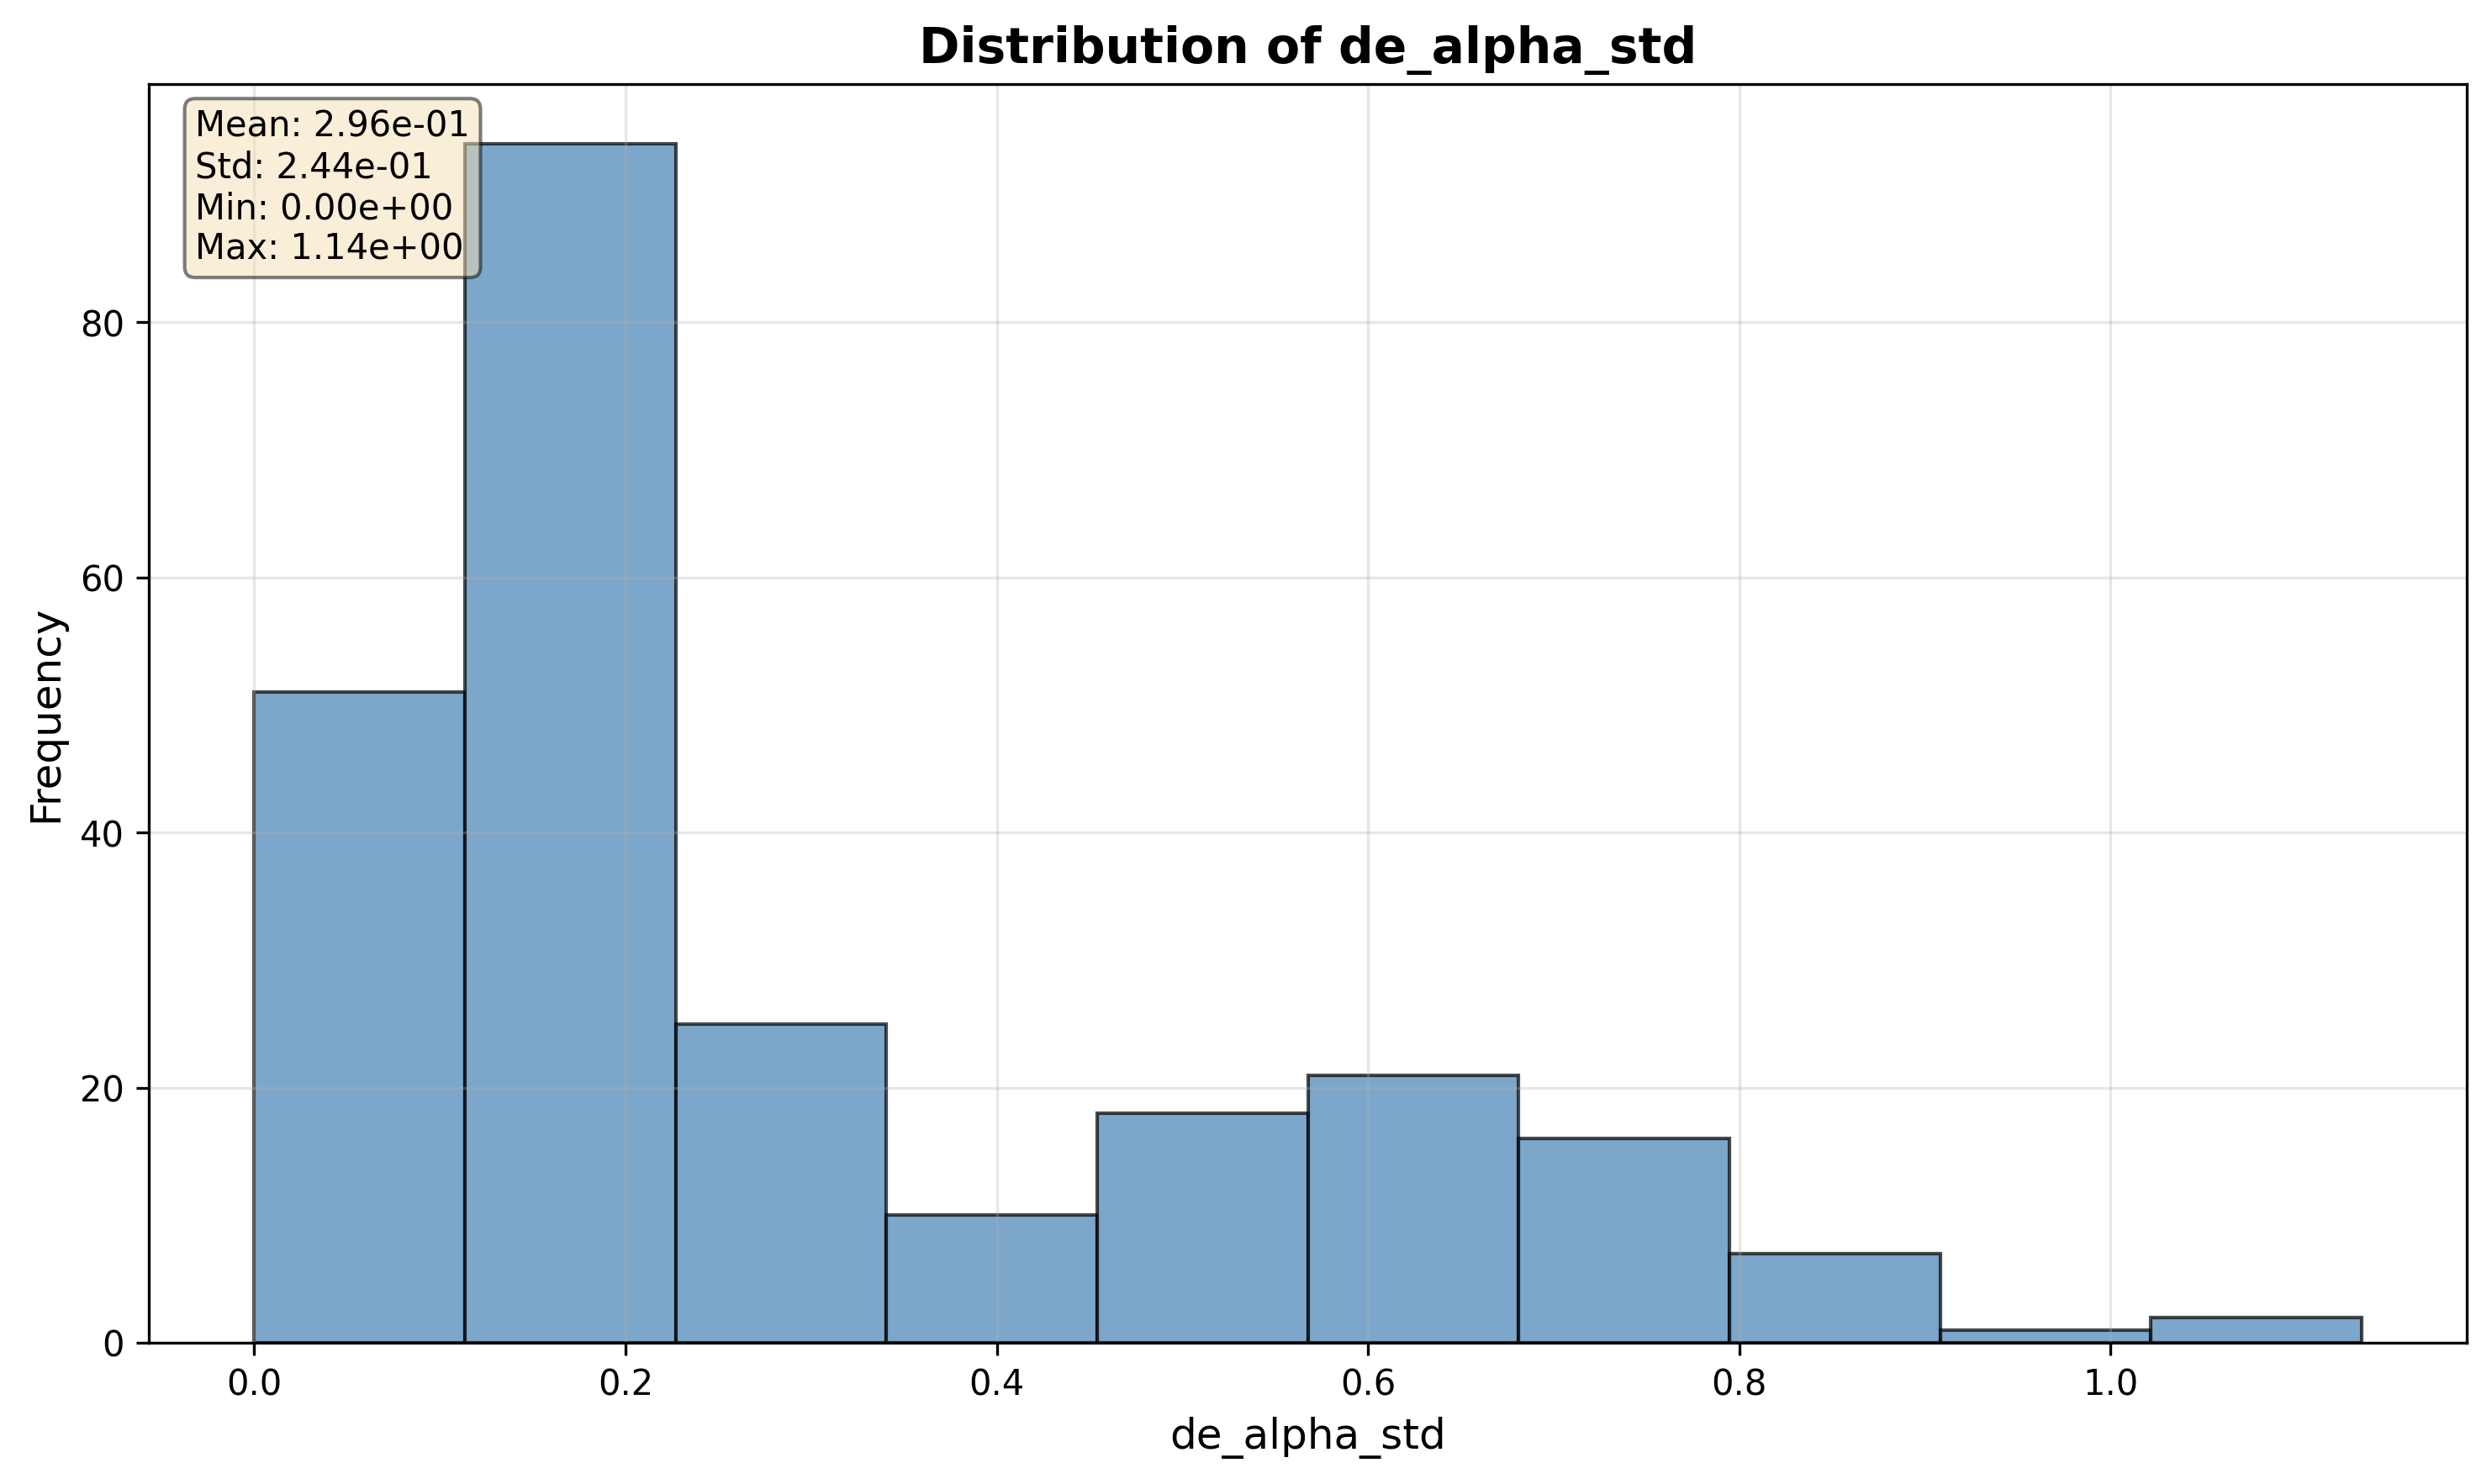 Distribution of de_alpha_std
Mean: 2.96e-01
Std: 2.44e-01
Min: 0.00e+00
Max: 1.14e+00
Frequency
80
60
40
20
0
0.0 0.2 0.4 0.6 0.8 1.0
de_alpha_std